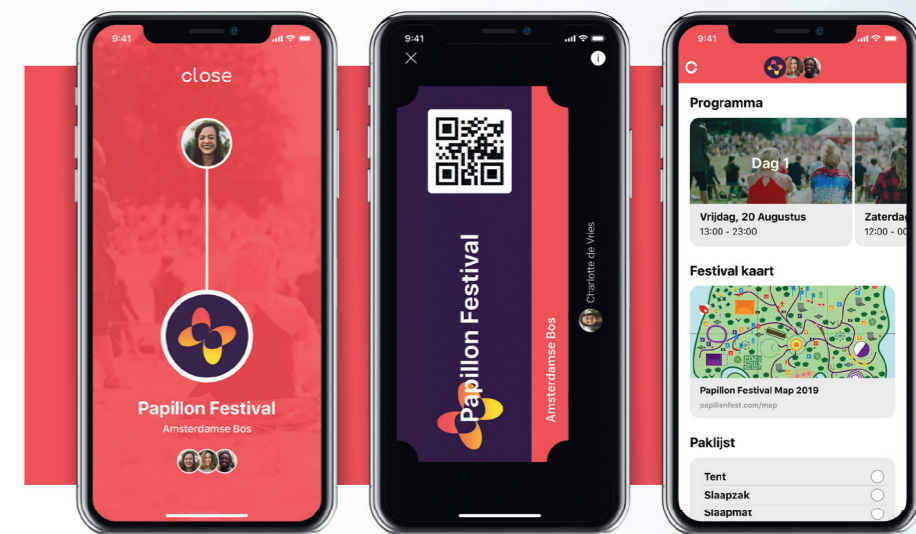 9:41
close
Papillon Festival
Amsterdamse Bos
9:41
Papillon Festival
Amsterdamse Bos
Charlotte de Vries
9:41
Programma
Dag 1
Vrijdag, 20 Augustus
13:00 - 23:00
Zaterda
12:00 - 00
Festival kaart
Papillon Festival Map 2019
papillonfest.com/map
Paklijst
Tent
Slaapzak
Slaapmat